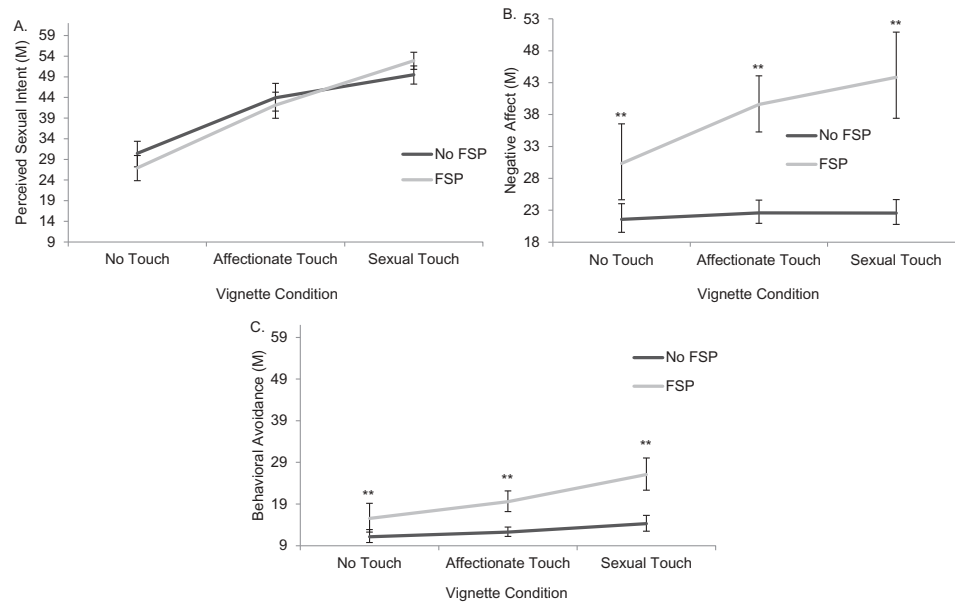 A.
Perceived Sexual Intent (M)
59
54
49
44
39
34
29
24
19
14
9
No FSP
FSP
No Touch Affectionate Touch Sexual Touch
Vignette Condition
B.
Negative Affect (M)
53
48
43
38
33
28
23
18
**
**
**
No FSP
FSP
No Touch Affectionate Touch Sexual Touch
Vignette Condition
C.
Behavioral Avoidance (M)
59
49
39
29
19
9
**
**
**
No FSP
FSP
No Touch Affectionate Touch Sexual Touch
Vignette Condition